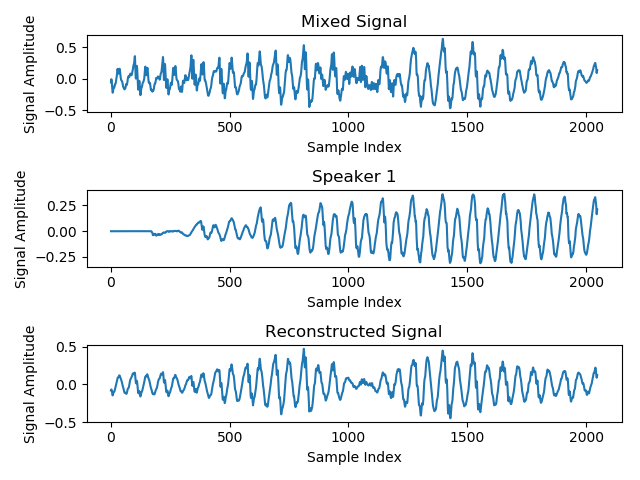 Mixed Signal
Signal Amplitude
0.5
0.0
−0.5
0 500 1000 1500 2000
Sample Index
Speaker 1
Signal Amplitude
0.25
0.00
−0.25
0 500 1000 1500 2000
Sample Index
Reconstructed Signal
Signal Amplitude
0.5
0.0
−0.5
0 500 1000 1500 2000
Sample Index